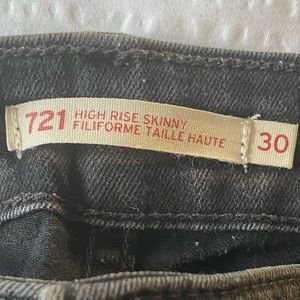 721 HIGH RISE SKINNY
FILIFORME TAILLE HAUTE
30